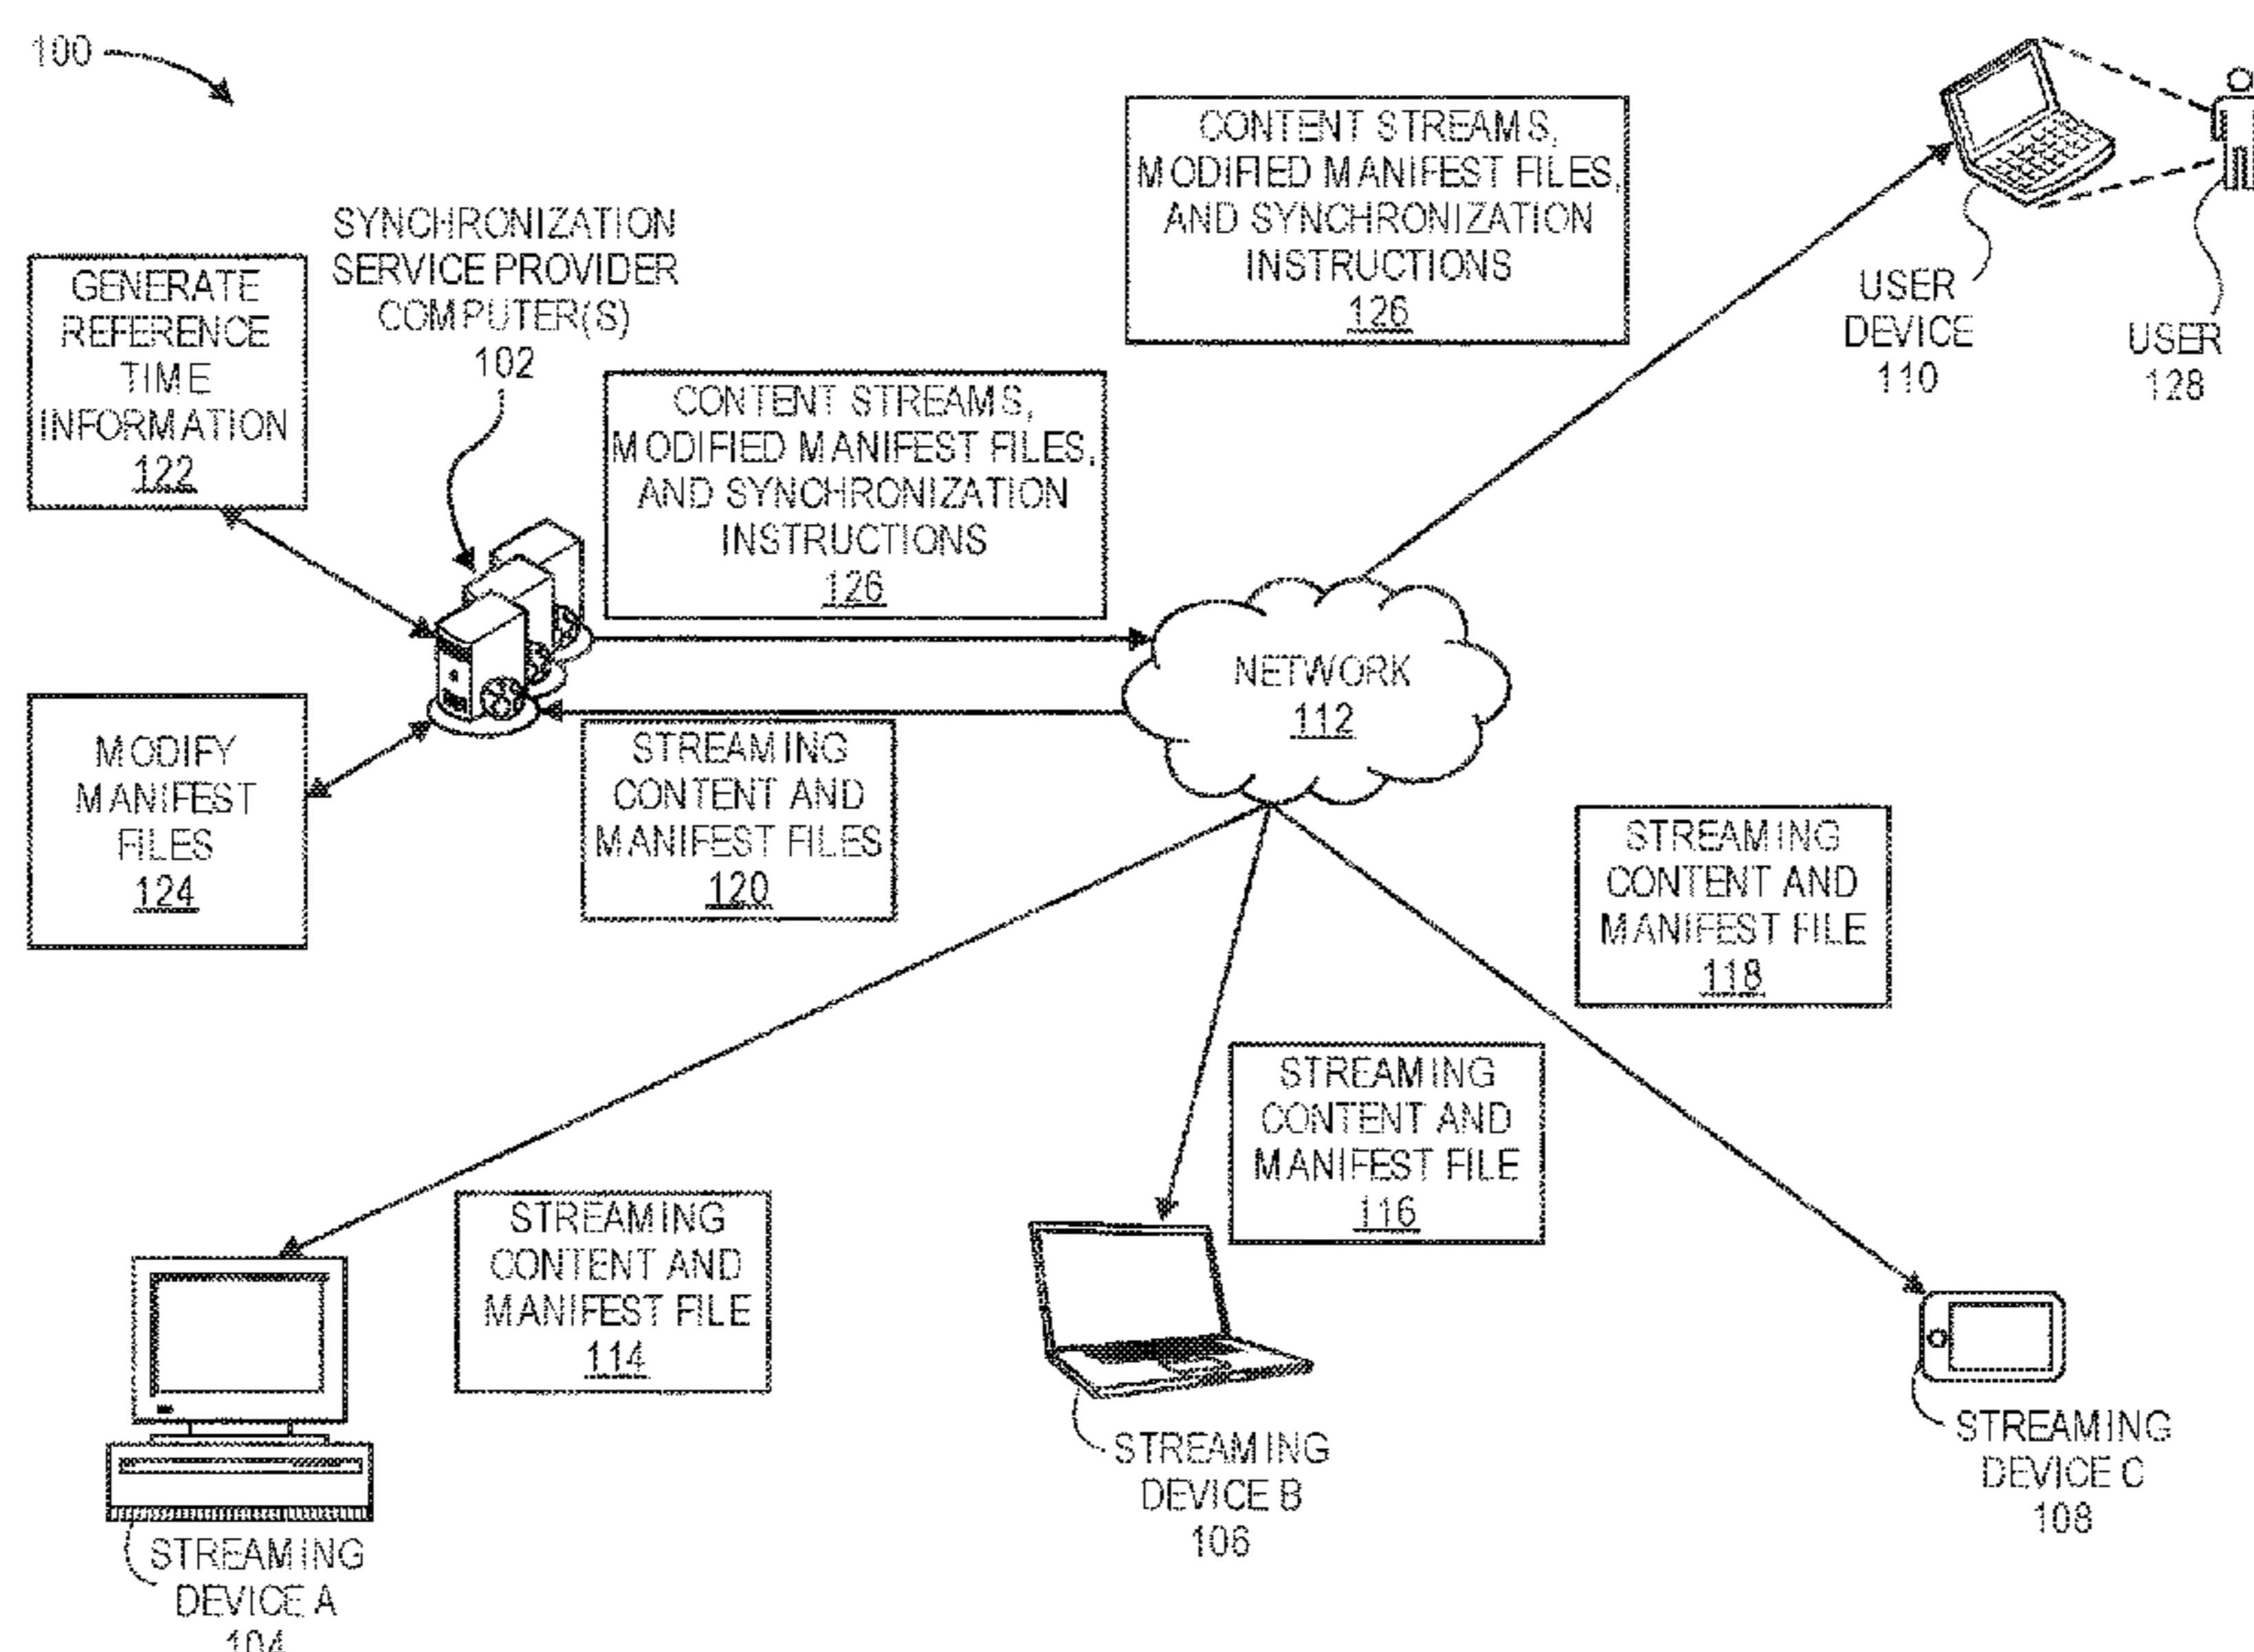 100
CONTENT STREAMS,
MODIFIED MANIFEST FILES,
AND SYNCHRONIZATION
INSTRUCTIONS
126
USER
DEVICE
110
USER
128
SYNCHRONIZATION
SERVICE PROVIDER
COMPUTER(S)
102
GENERATE
REFERENCE
TIME
INFORMATION
122
CONTENT STREAMS,
MODIFIED MANIFEST FILES,
AND SYNCHRONIZATION
INSTRUCTIONS
126
NETWORK
112
MODIFY
MANIFEST
FILES
124
STREAMING
CONTENT AND
MANIFEST FILES
120
STREAMING
CONTENT AND
MANIFEST FILE
118
STREAMING
CONTENT AND
MANIFEST FILE
116
STREAMING
CONTENT AND
MANIFEST FILE
114
STREAMING
DEVICE A
104
STREAMING
DEVICE B
106
STREAMING
DEVICE C
108